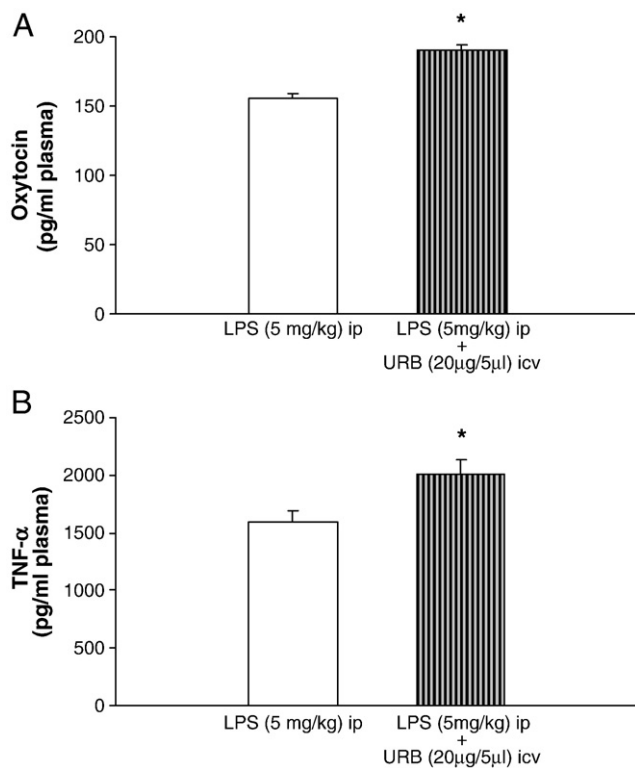 A
Oxytocin
(pg/ml plasma)
200
150
100
50
0
*
LPS (5 mg/kg) ip
LPS (5mg/kg) ip
+
URB (20µg/5µl) icv
B
TNF-α
(pg/ml plasma)
2500
2000
1500
1000
500
0
*
LPS (5 mg/kg) ip
LPS (5mg/kg) ip
+
URB (20µg/5µl) icv